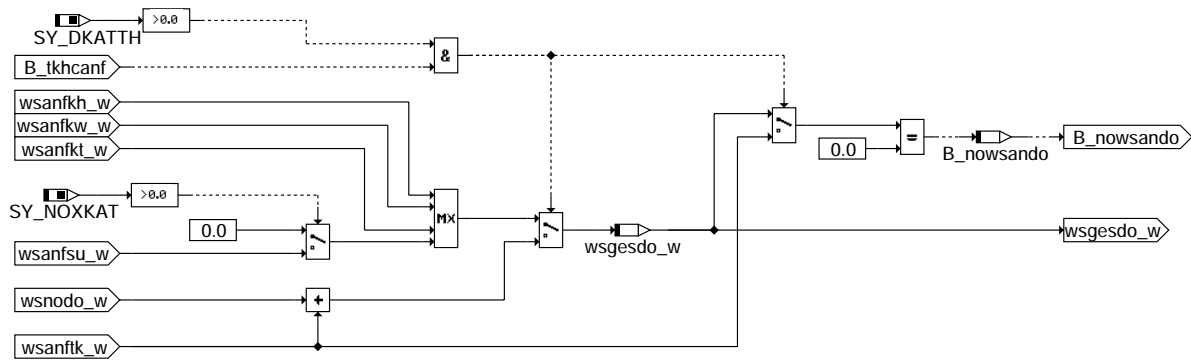 >0.0
SY_DKATTH
B_tkhcanf
&
wsanfkh_w
wsanfkw_w
wsanfkt_w
0.0
=
B_nowsando
B_nowsando
>0.0
SY_NOXKAT
MX
0.0
wsanfsu_w
wsgesdo_w
wsgesdo_w
wsnodo_w
+
wsanftk_w